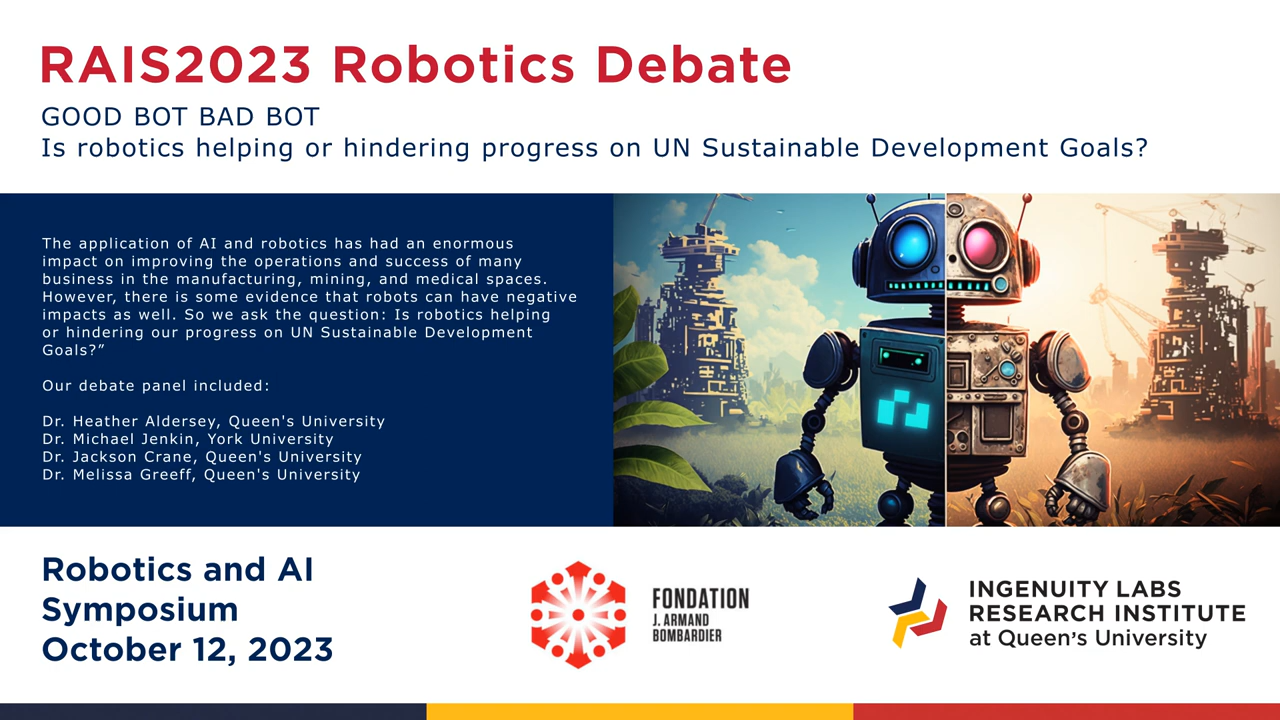 RAIS2023 Robotics Debate
GOOD BOT BAD BOT
Is robotics helping or hindering progress on UN Sustainable Development Goals?
The application of AI and robotics has had an enormous
impact on improving the operations and success of many
business in the manufacturing, mining, and medical spaces.
However, there is some evidence that robots can have negative
impacts as well. So we ask the question: Is robotics helping
or hindering our progress on UN Sustainable Development
Goals?”
Our debate panel included:
Dr. Heather Aldersey, Queen's University
Dr. Michael Jenkin, York University
Dr. Jackson Crane, Queen's University
Dr. Melissa Greeff, Queen's University
Robotics and AI
Symposium
October 12, 2023
FONDATION
J. ARMAND
BOMBARDIER
INGENUITY LABS
RESEARCH INSTITUTE
at Queen’s University